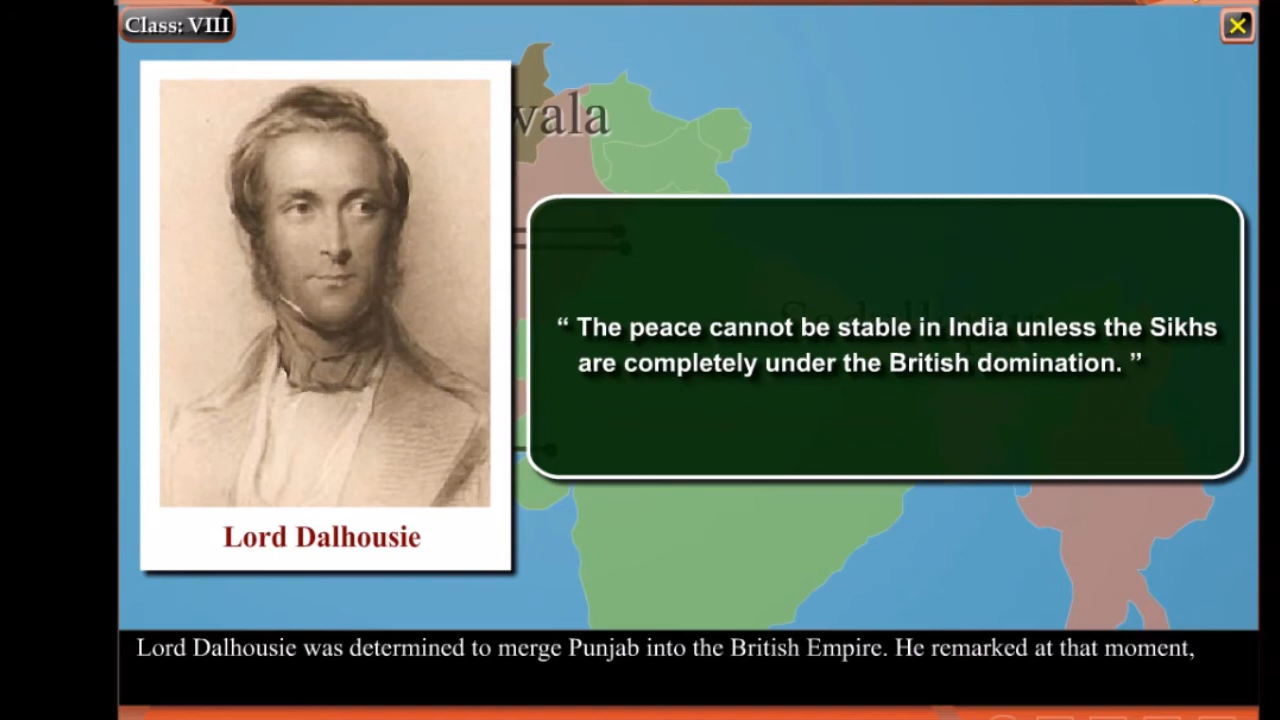 Class: VIII
“ The peace cannot be stable in India unless the Sikhs
are completely under the British domination. ”
Lord Dalhousie
Lord Dalhousie was determined to merge Punjab into the British Empire. He remarked at that moment,